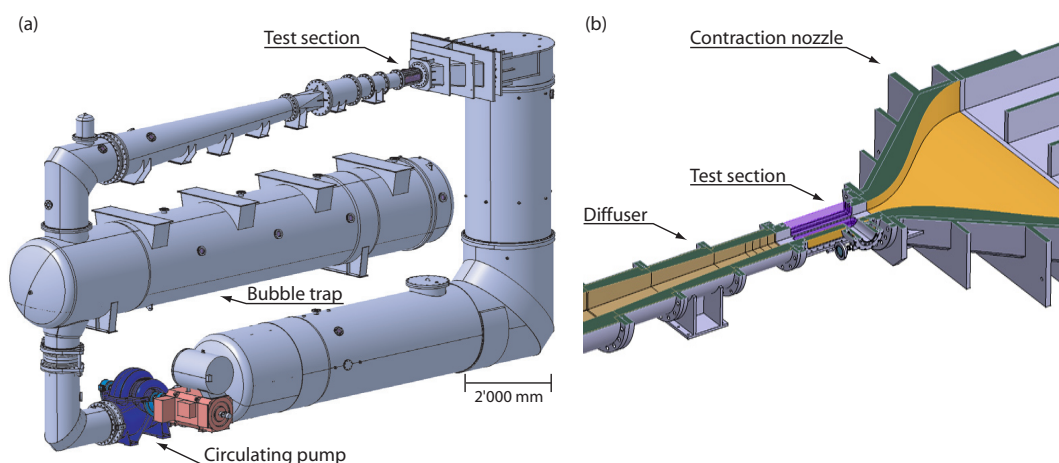 (a)
Test section
Bubble trap
2'000 mm
Circulating pump
(b)
Contraction nozzle
Test section
Diffuser